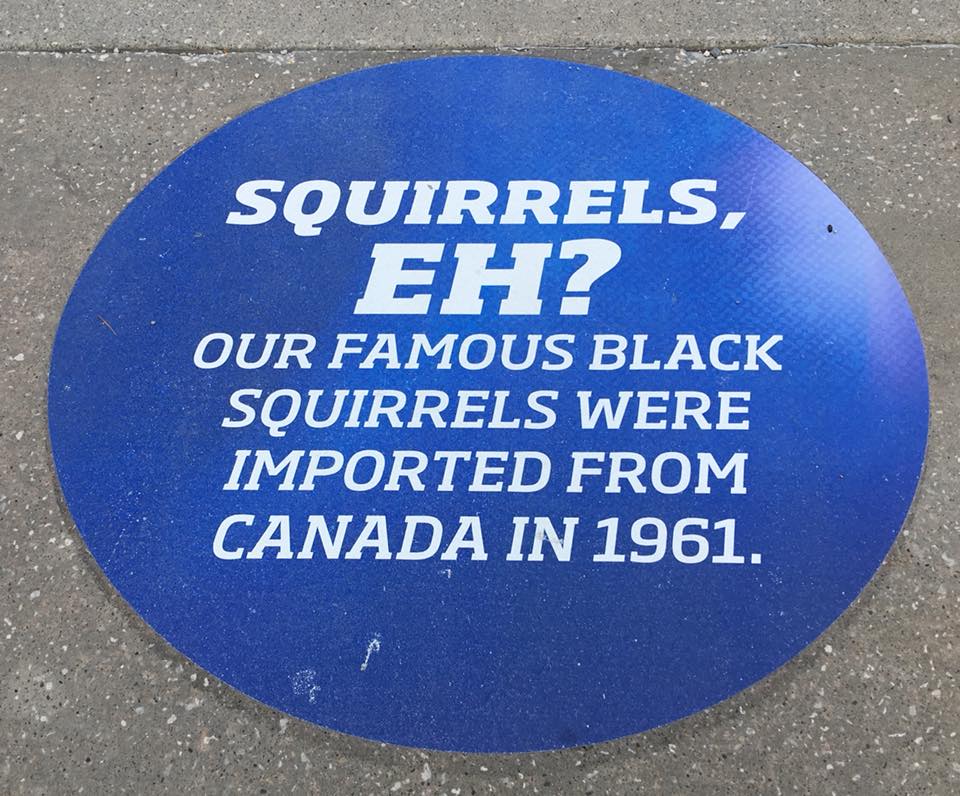 SQUIRRELS,
EH?
OUR FAMOUS BLACK
SQUIRRELS WERE
IMPORTED FROM
CANADA IN 1961.